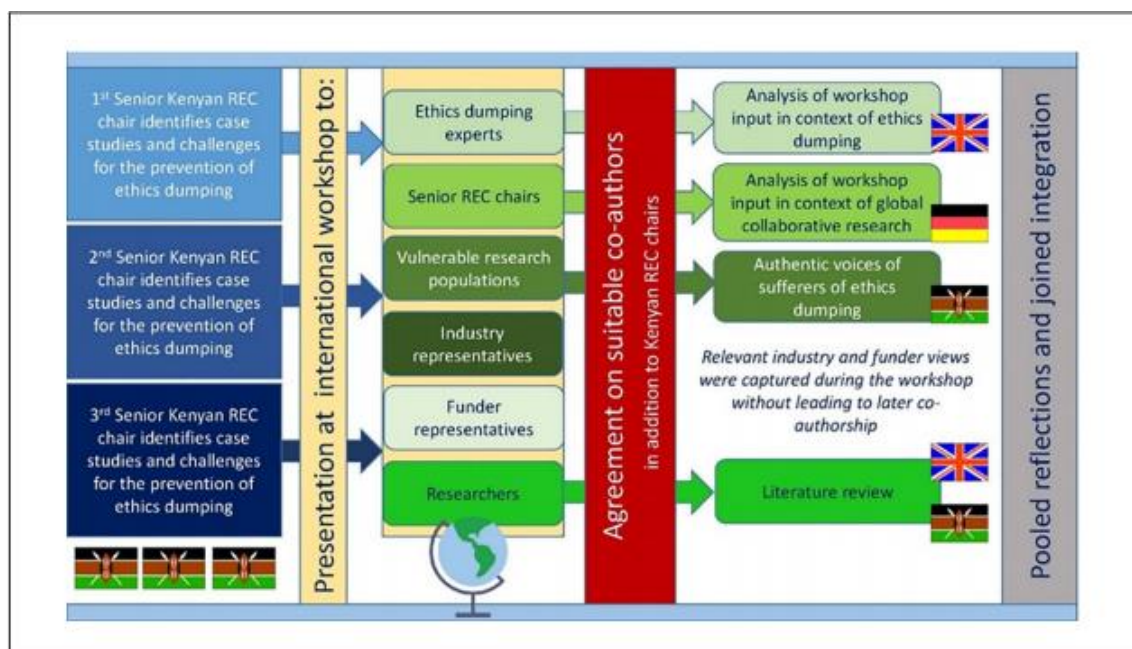 1st Senior Kenyan REC
chair identifies case
studies and challenges
for the prevention of
ethics dumping
2nd Senior Kenyan REC
chair identifies case
studies and challenges
for the prevention of
ethics dumping
3rd Senior Kenyan REC
chair identifies case
studies and challenges
for the prevention of
ethics dumping
Presentation at international workshop to:
Ethics dumping
experts
Senior REC chairs
Vulnerable research
populations
Industry
representatives
Funder
representatives
Researchers
Agreement on suitable co-authors
in addition to Kenyan REC chairs
Analysis of workshop
input in context of ethics
dumping
Analysis of workshop
input in context of global
collaborative research
Authentic voices of
sufferers of ethics
dumping
Relevant industry and funder views
were captured during the workshop
without leading to later co-
authorship
Literature review
Pooled reflections and joined integration